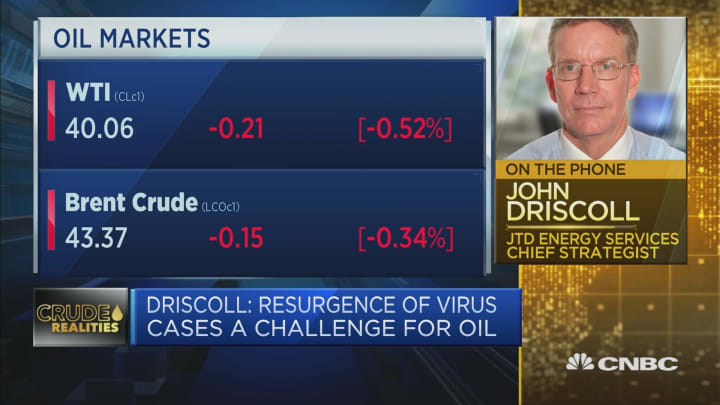 OIL MARKETS
WTI (CLc1)
40.06 -0.21 [-0.52%]
Brent Crude (LCOc1)
43.37 -0.15 [-0.34%]
ON THE PHONE
JOHN
DRISCOLL
JTD ENERGY SERVICES
CHIEF STRATEGIST
CRUDE
REALITIES
DRISCOLL: RESURGENCE OF VIRUS
CASES A CHALLENGE FOR OIL
CNBC